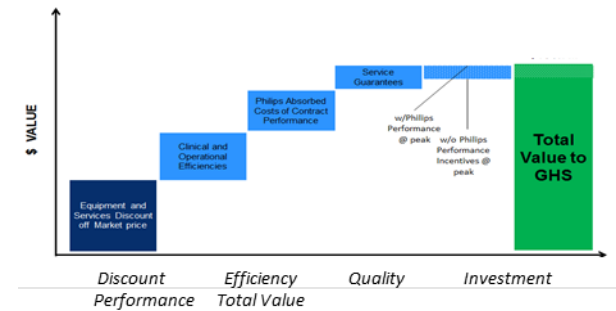 $ VALUE
Equipment and
Services Discount
off Market price
Clinical and
Operational
Efficiencies
Philips Absorbed
Costs of Contract
Performance
Service
Guarantees
w/Philips
Performance
@ peak
w/o Philips
Performance
Incentives @
peak
Total
Value to
GHS
Discount Efficiency Quality Investment
Performance Total Value